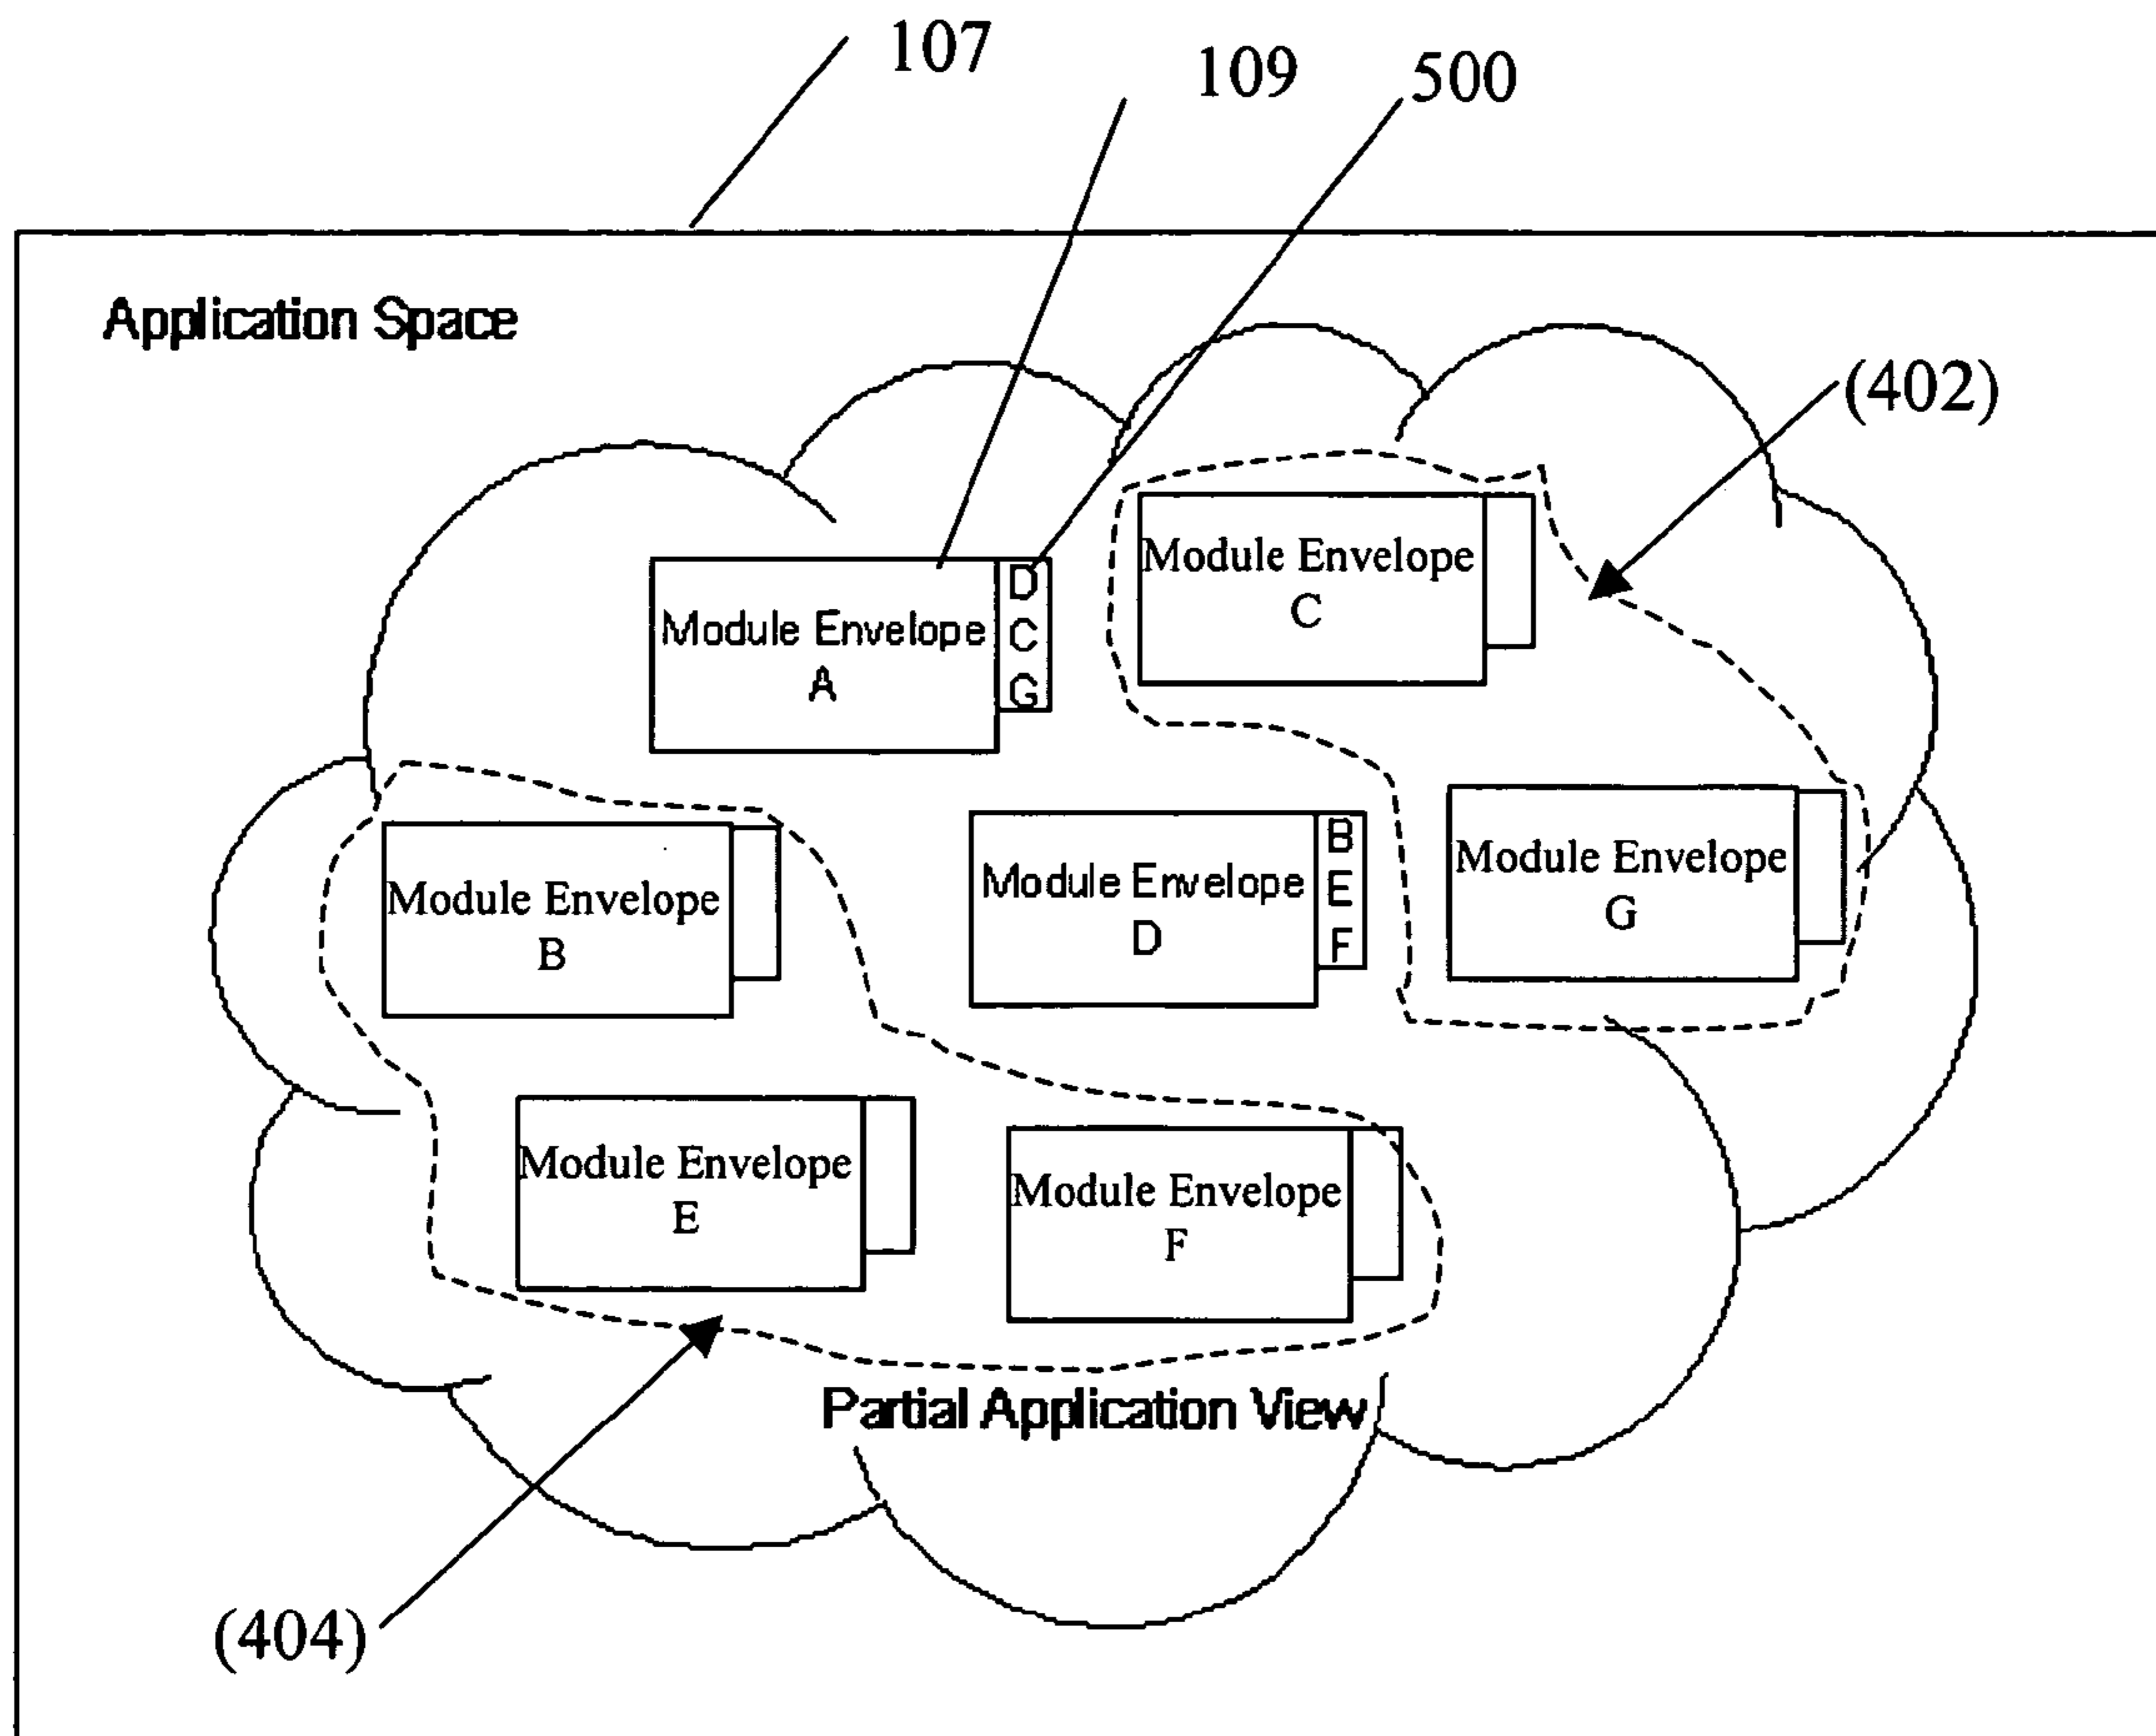 107
109
500
Application Space
(402)
Module Envelope
C
Module Envelope
A
D
C
G
Module Envelope
B
Module Envelope
D
B
E
F
Module Envelope
G
Module Envelope
E
Module Envelope
F
Partial Application View
(404)